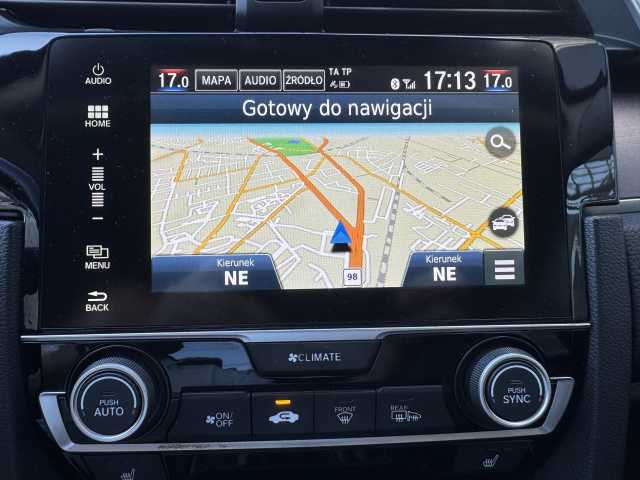 AUDIO
HOME
+
VOL
−
MENU
BACK
17.0 MAPA AUDIO ŹRÓDŁO TA TP 17:13 17.0
Gotowy do nawigacji
98
Kierunek
NE
Kierunek
NE
CLIMATE
PUSH
AUTO
ON/
OFF
FRONT
REAR
PUSH
SYNC